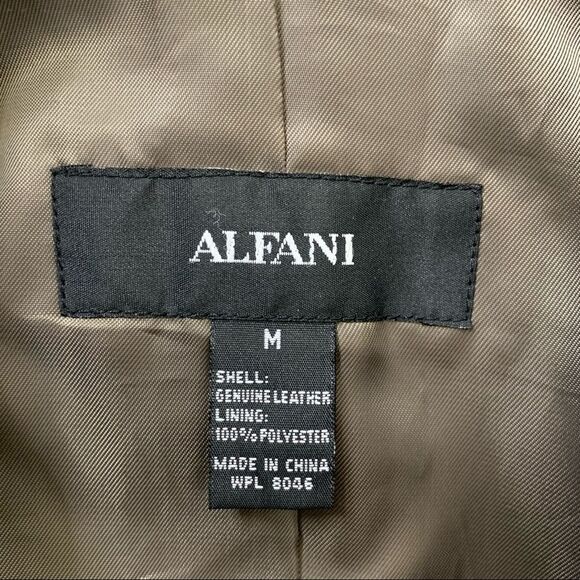 ALFANI
M
SHELL:
GENUINE LEATHER
LINING:
100% POLYESTER
MADE IN CHINA
WPL 8046